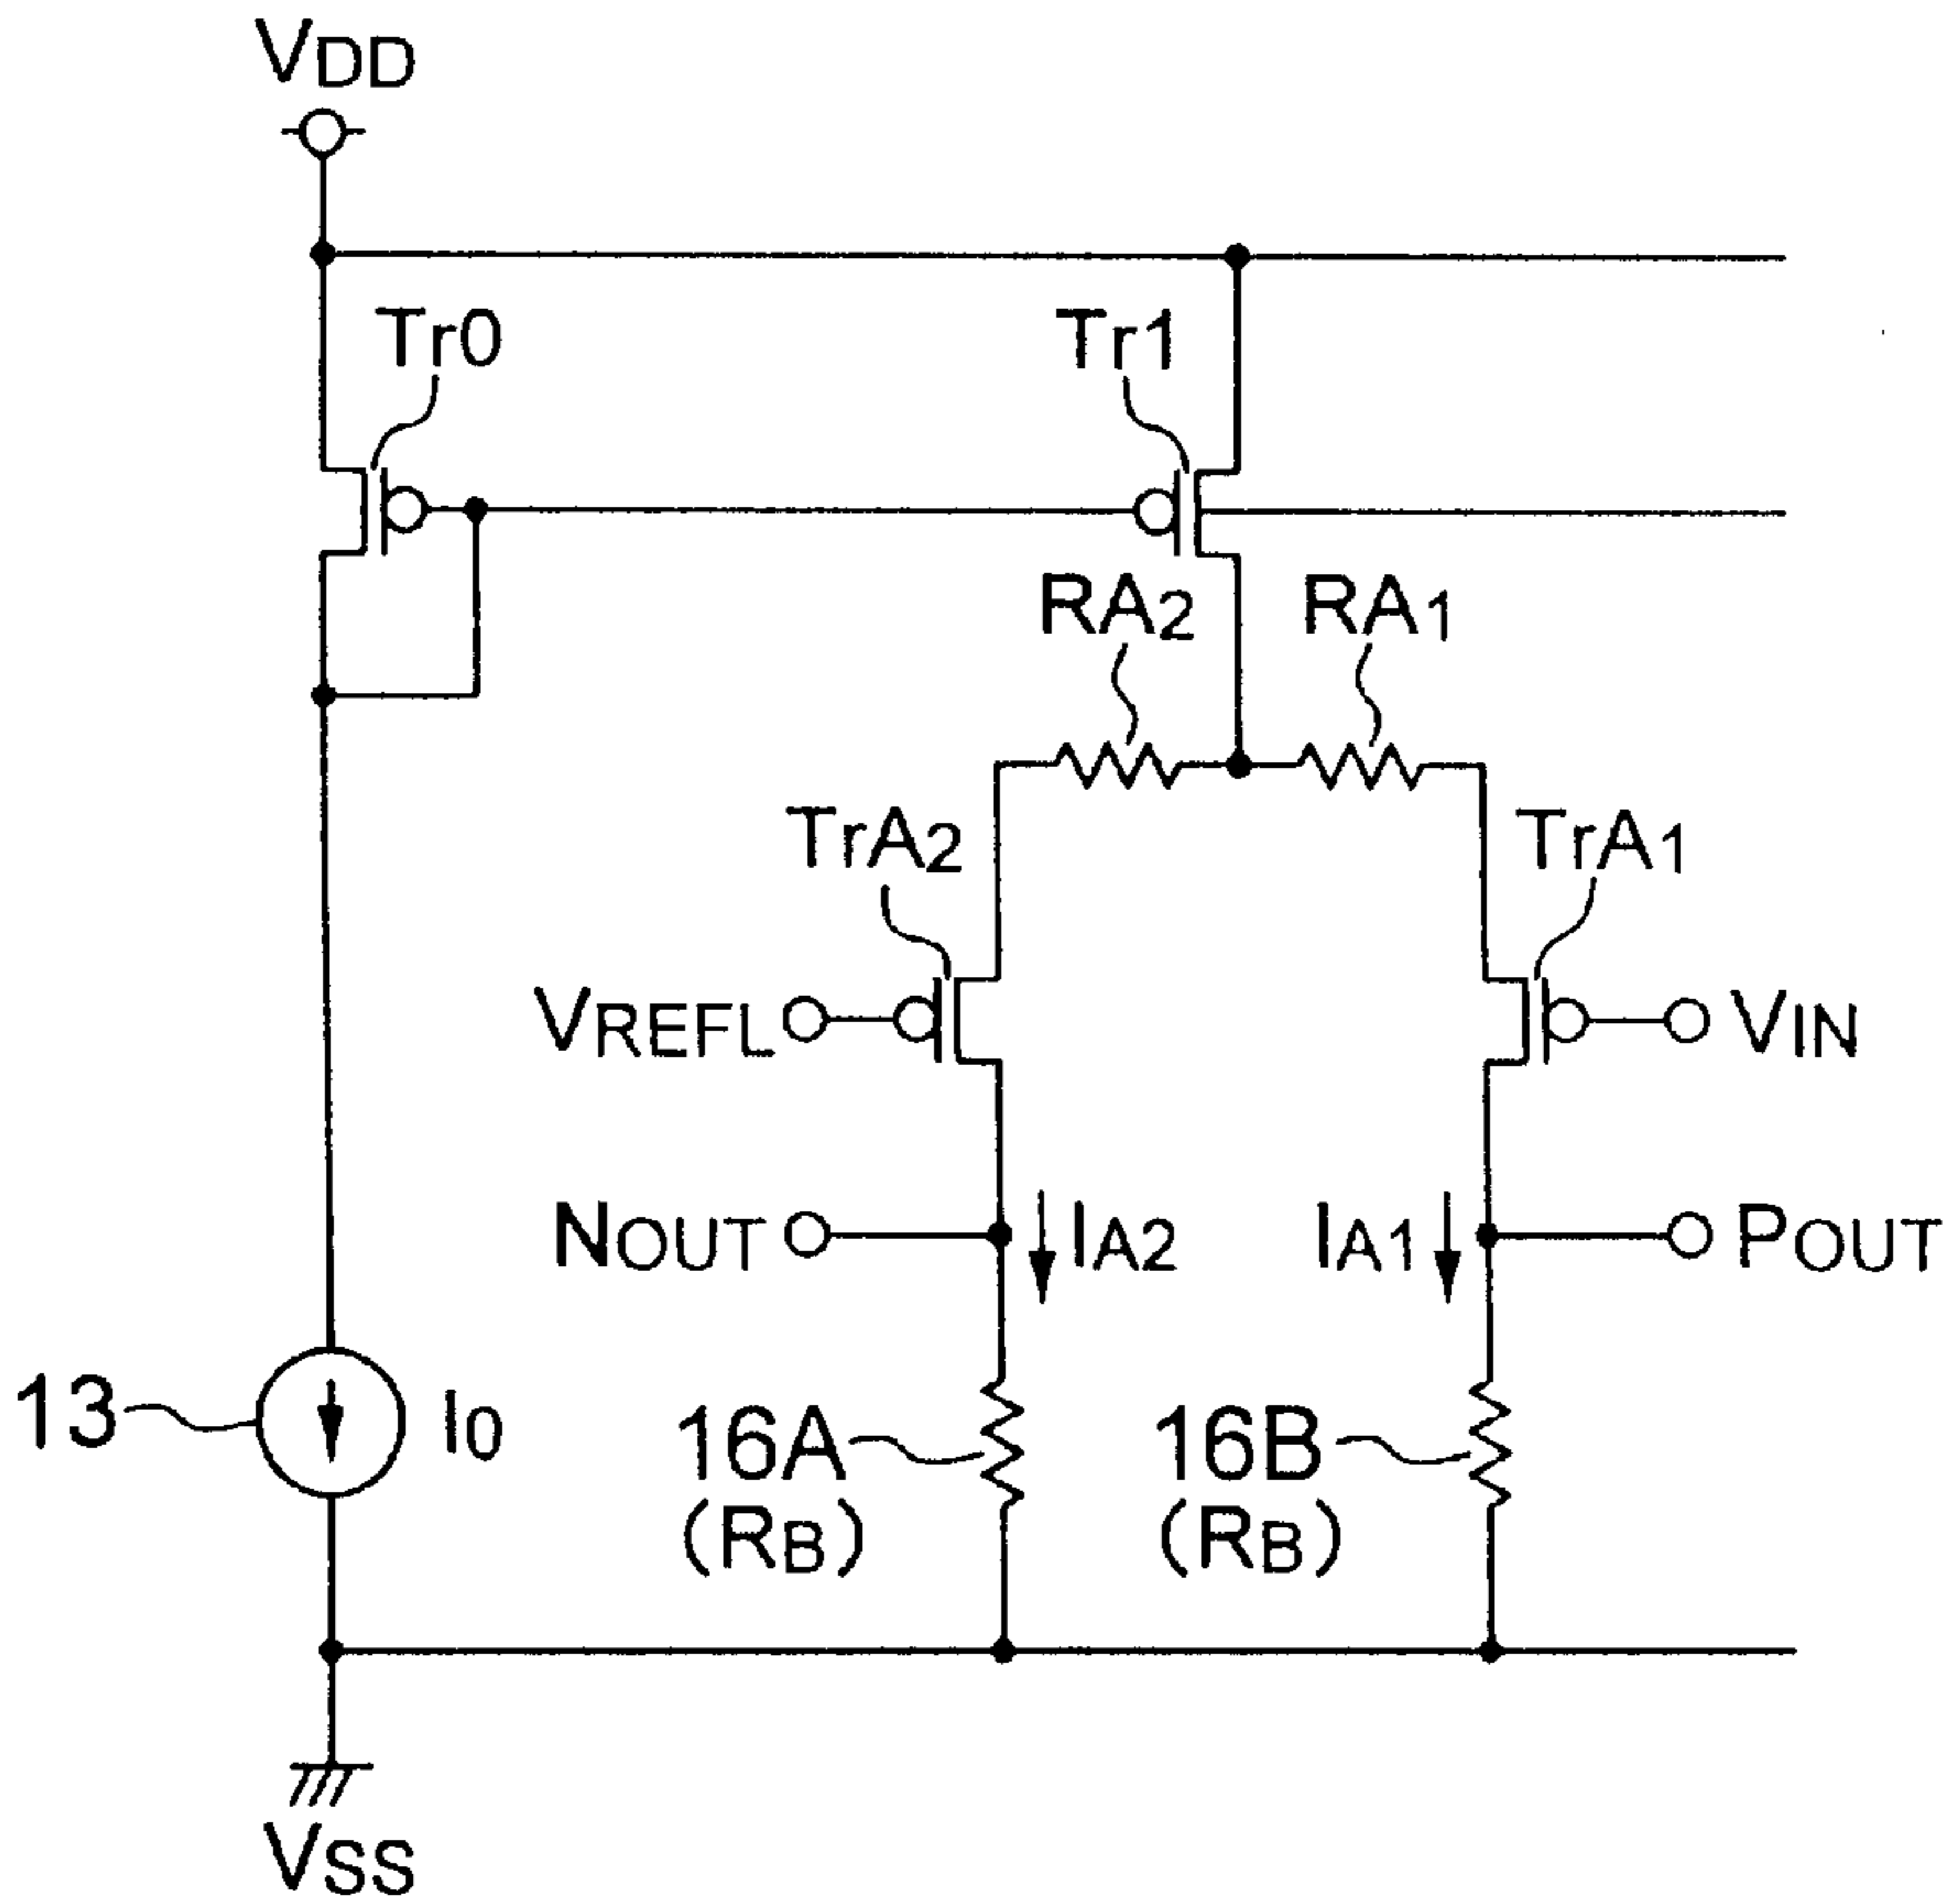 VDD
Tr0
Tr1
RA2
RA1
TrA2
TrA1
VREFL
VIN
NOUT
IA2
IA1
POUT
13
I0
16A
(RB)
16B
(RB)
VSS